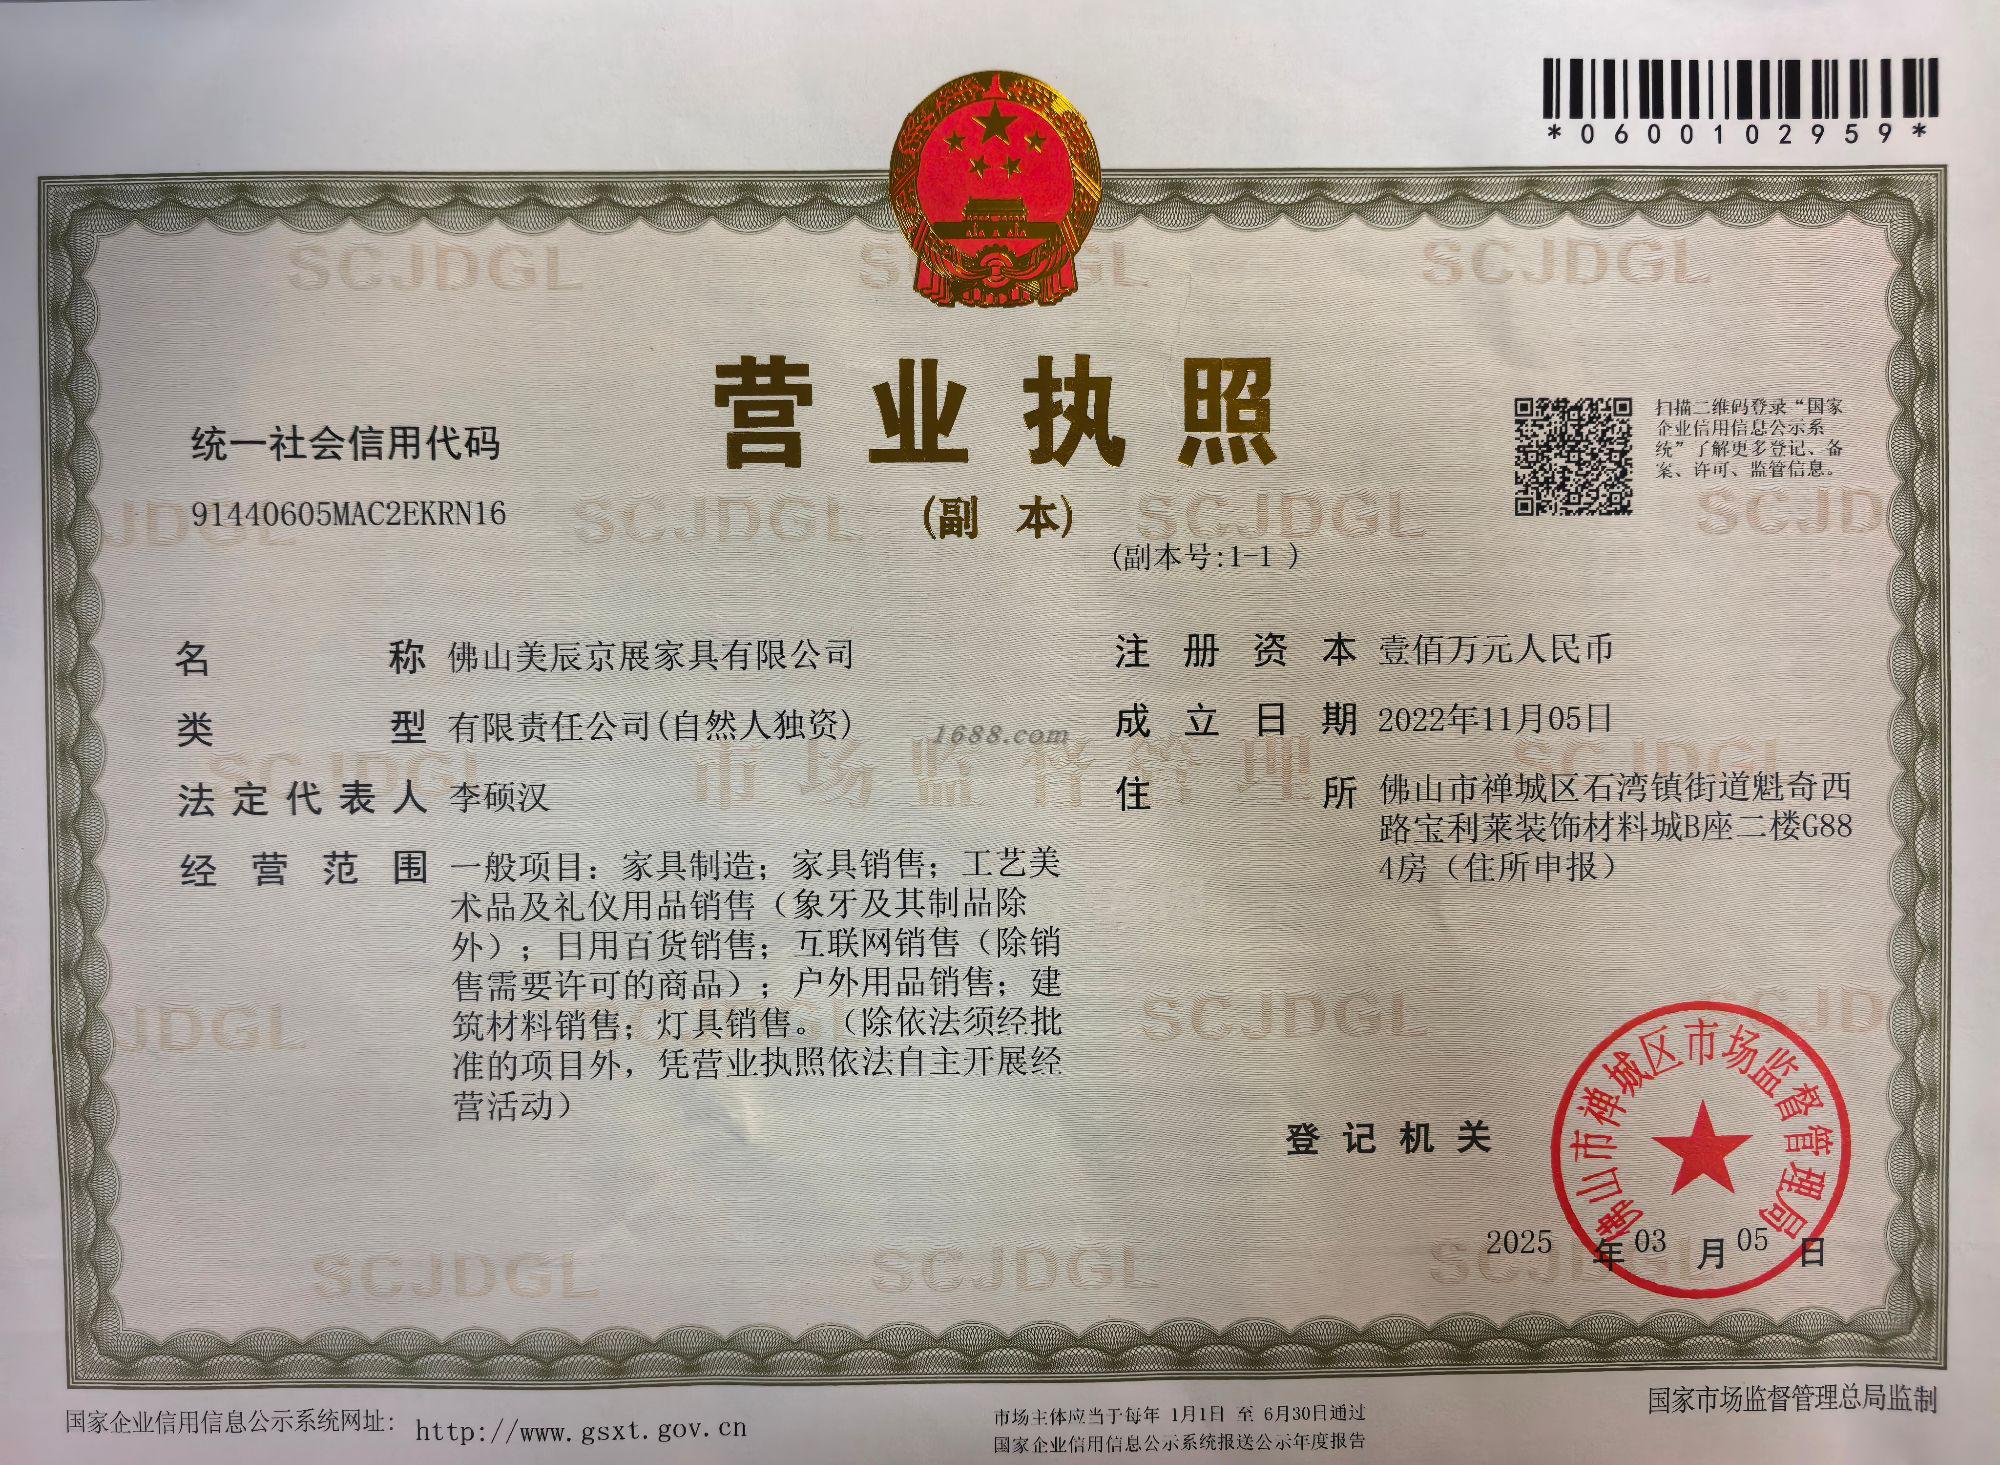 *0600102959*
SCJDGL SCJDGL SCJDGL
营业执照
(副 本)
(副本号:1-1 )
统一社会信用代码
91440605MAC2EKRN16
扫描二维码登录“国家
企业信用信息公示系
统”了解更多登记、备
案、许可、监管信息。
名称 佛山美辰京展家具有限公司
类型 有限责任公司(自然人独资)
法定代表人 李硕汉
经营范围 一般项目：家具制造；家具销售；工艺美
术品及礼仪用品销售（象牙及其制品除
外）；日用百货销售；互联网销售（除销
售需要许可的商品）；户外用品销售；建
筑材料销售；灯具销售。（除依法须经批
准的项目外，凭营业执照依法自主开展经
营活动）
注册资本 壹佰万元人民币
成立日期 2022年11月05日
住所 佛山市禅城区石湾镇街道魁奇西
路宝利莱装饰材料城B座二楼G88
4房（住所申报）
1688.com
市场监督管理
登记机关
佛山市禅城区市场监督管理局
2025 年 03 月 05 日
国家企业信用信息公示系统网址： http://www.gsxt.gov.cn
市场主体应当于每年 1月1日 至 6月30日通过
国家企业信用信息公示系统报送公示年度报告
国家市场监督管理总局监制